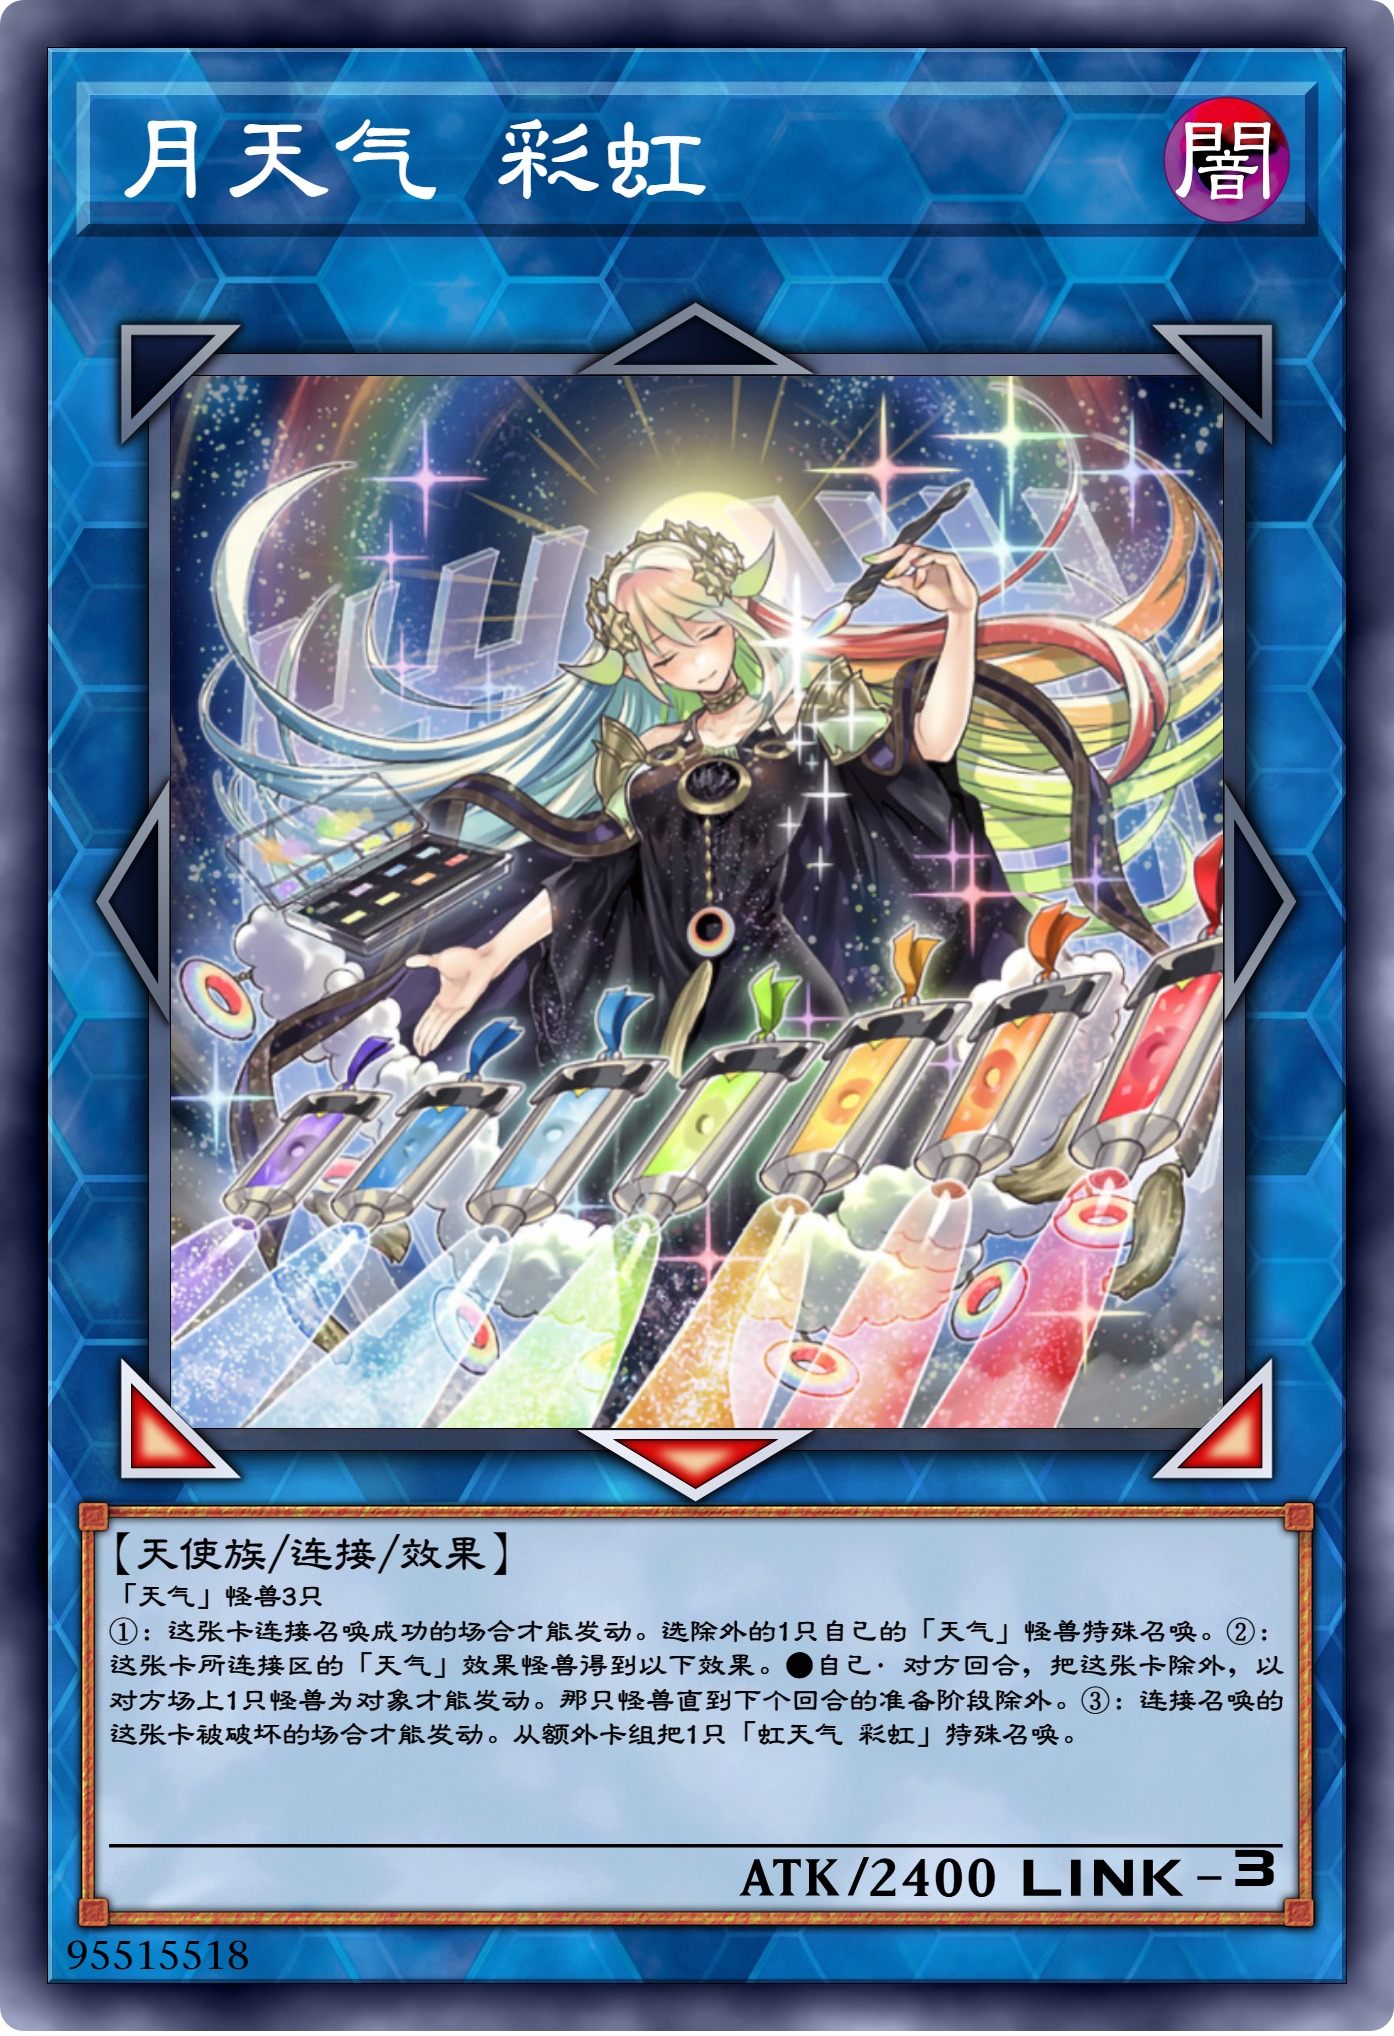 月天气 彩虹
闇
【天使族/连接/效果】
「天气」怪兽3只
①：这张卡连接召唤成功的场合才能发动。选除外的1只自己的「天气」怪兽特殊召唤。②：
这张卡所连接区的「天气」效果怪兽得到以下效果。●自己·对方回合，把这张卡除外，以
对方场上1只怪兽为对象才能发动。那只怪兽直到下个回合的准备阶段除外。③：连接召唤的
这张卡被破坏的场合才能发动。从额外卡组把1只「虹天气 彩虹」特殊召唤。
ATK/2400 LINK-3
95515518